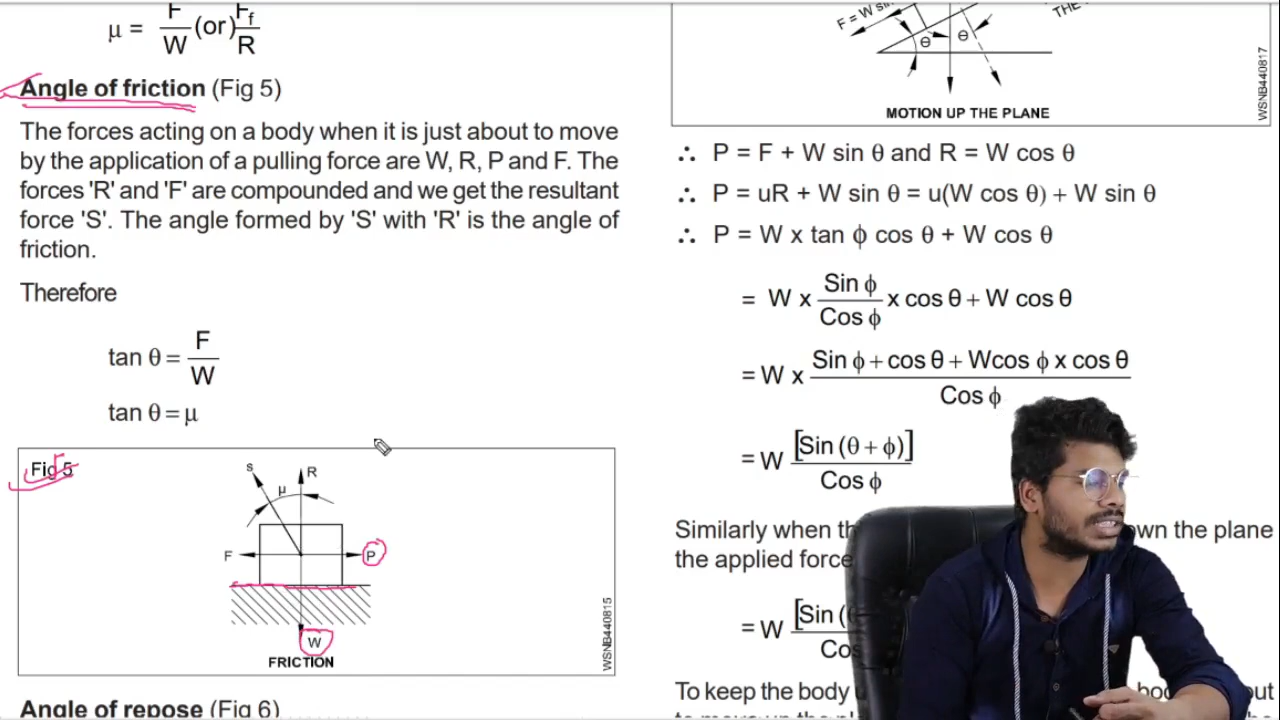 μ = F/W (or) F_f/R
Angle of friction (Fig 5)
The forces acting on a body when it is just about to move
by the application of a pulling force are W, R, P and F. The
forces 'R' and 'F' are compounded and we get the resultant
force 'S'. The angle formed by 'S' with 'R' is the angle of
friction.
Therefore
tan θ = F/W
tan θ = μ
Fig 5
s
R
μ
F
P
W
FRICTION
WSNB440815
Angle of repose (Fig 6)
F = W sin
THE
θ
θ
MOTION UP THE PLANE
WSNB440817
∴ P = F + W sin θ and R = W cos θ
∴ P = uR + W sin θ = u(W cos θ) + W sin θ
∴ P = W x tan ϕ cos θ + W cos θ
= W x Sin ϕ/Cos ϕ x cos θ + W cos θ
= W x Sin ϕ + cos θ + Wcos ϕ x cos θ/Cos ϕ
= W [Sin (θ + ϕ)]/Cos ϕ
Similarly when own the plane
the applied force
= W [Sin (
To keep the body